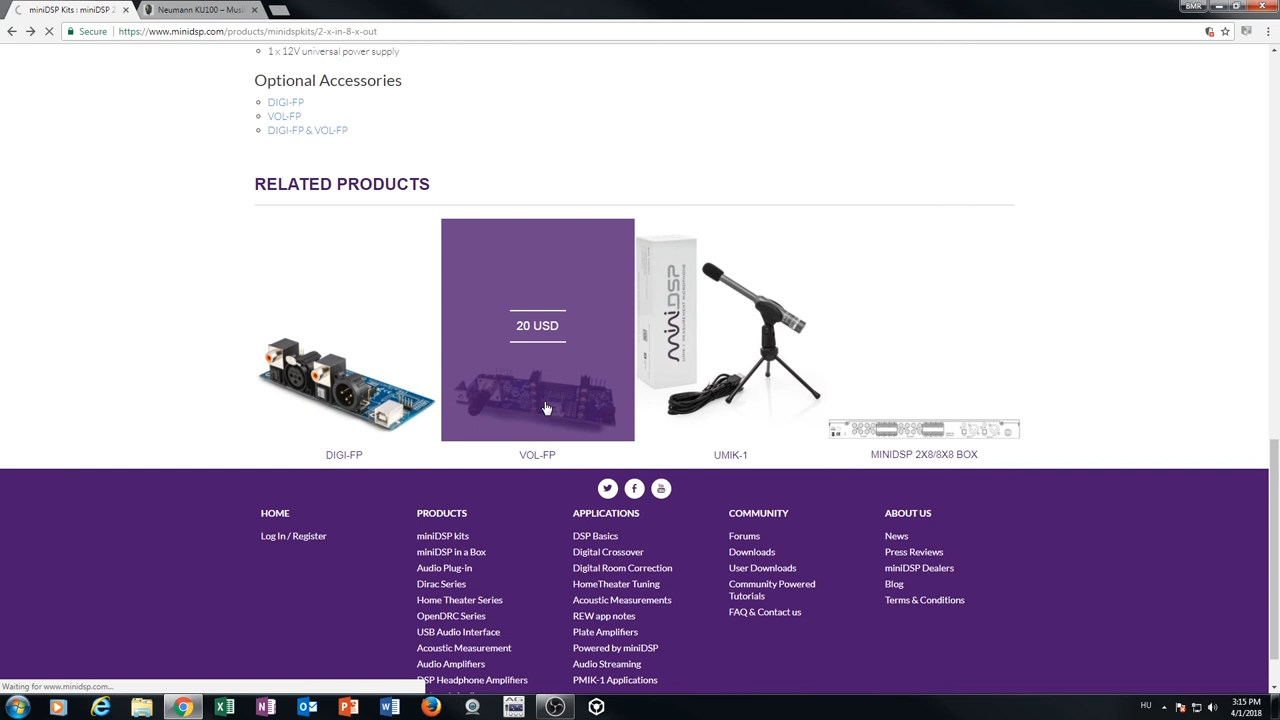 miniDSP Kits : miniDSP 2.
Neumann KU100 – Musi
BMR
Secure
https://www.minidsp.com/products/minidspkits/2-x-in-8-x-out
1 x 12V universal power supply
Optional Accessories
DIGI-FP
VOL-FP
DIGI-FP & VOL-FP
RELATED PRODUCTS
20 USD
miniDSP
DIGI-FP
VOL-FP
UMIK-1
MINIDSP 2X8/8X8 BOX
HOME
Log In / Register
PRODUCTS
miniDSP kits
miniDSP in a Box
Audio Plug-in
Dirac Series
Home Theater Series
OpenDRC Series
USB Audio Interface
Acoustic Measurement
Audio Amplifiers
DSP Headphone Amplifiers
APPLICATIONS
DSP Basics
Digital Crossover
Digital Room Correction
HomeTheater Tuning
Acoustic Measurements
REW app notes
Plate Amplifiers
Powered by miniDSP
Audio Streaming
PMIK-1 Applications
COMMUNITY
Forums
Downloads
User Downloads
Community Powered
Tutorials
FAQ & Contact us
ABOUT US
News
Press Reviews
miniDSP Dealers
Blog
Terms & Conditions
Waiting for www.minidsp.com...
HU
3:15 PM
4/1/2018